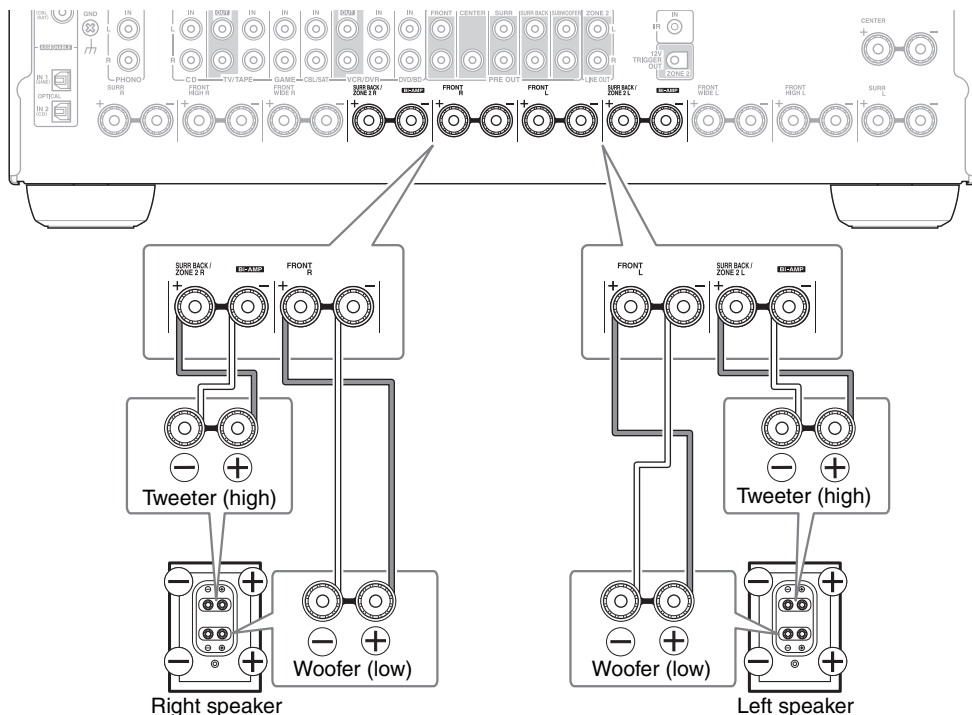 (CBL/
SAT)
GND
IN IN OUT IN IN IN OUT IN IN FRONT CENTER SURR SURR BACK SUBWOOFER ZONE 2
L L L
R R R
PHONO CD TV/TAPE GAME CBL/SAT VCR/DVR DVD/BD PRE OUT LINE OUT
IN
IR
12V
TRIGGER
OUT
ZONE 2
CENTER
+ −
ASSIGNABLE
IN 1
(GAME)
OPTICAL
IN 2
(CD)
SURR
R
FRONT
HIGH R
FRONT
WIDE R
SURR BACK /
ZONE 2 R
Bi-AMP
FRONT
R
FRONT
L
SURR BACK /
ZONE 2 L
Bi-AMP
FRONT
WIDE L
FRONT
HIGH L
SURR
L
+ − + − + − + − + − + − + − + − + − + −
SURR BACK /
ZONE 2 R
Bi-AMP
FRONT
R
+ − + −
FRONT
L
SURR BACK /
ZONE 2 L
Bi-AMP
+ − + −
− +
Tweeter (high)
− +
Tweeter (high)
− +
− +
− +
Woofer (low)
− +
Woofer (low)
− +
− +
Right speaker
Left speaker